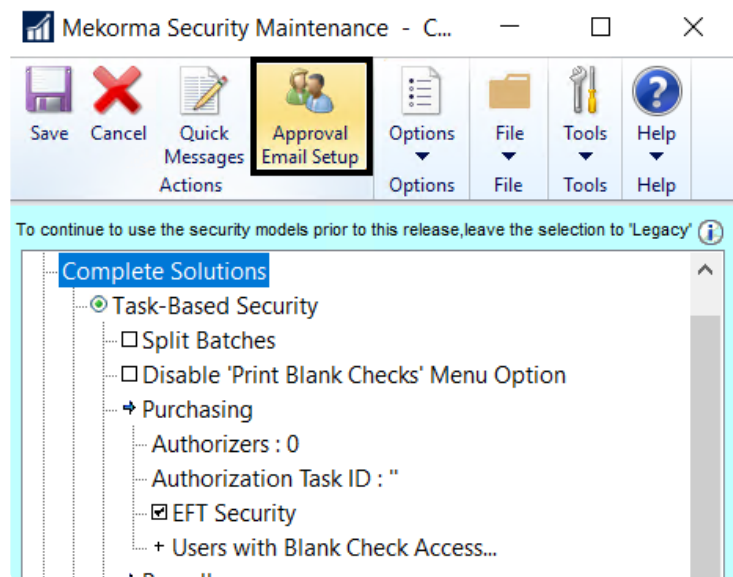 Mekorma Security Maintenance - C...
Save Cancel Quick Messages Approval Email Setup Options File Tools Help
Actions Options File Tools Help
To continue to use the security models prior to this release,leave the selection to 'Legacy'
Complete Solutions
Task-Based Security
Split Batches
Disable 'Print Blank Checks' Menu Option
Purchasing
Authorizers : 0
Authorization Task ID : ''
EFT Security
+ Users with Blank Check Access...